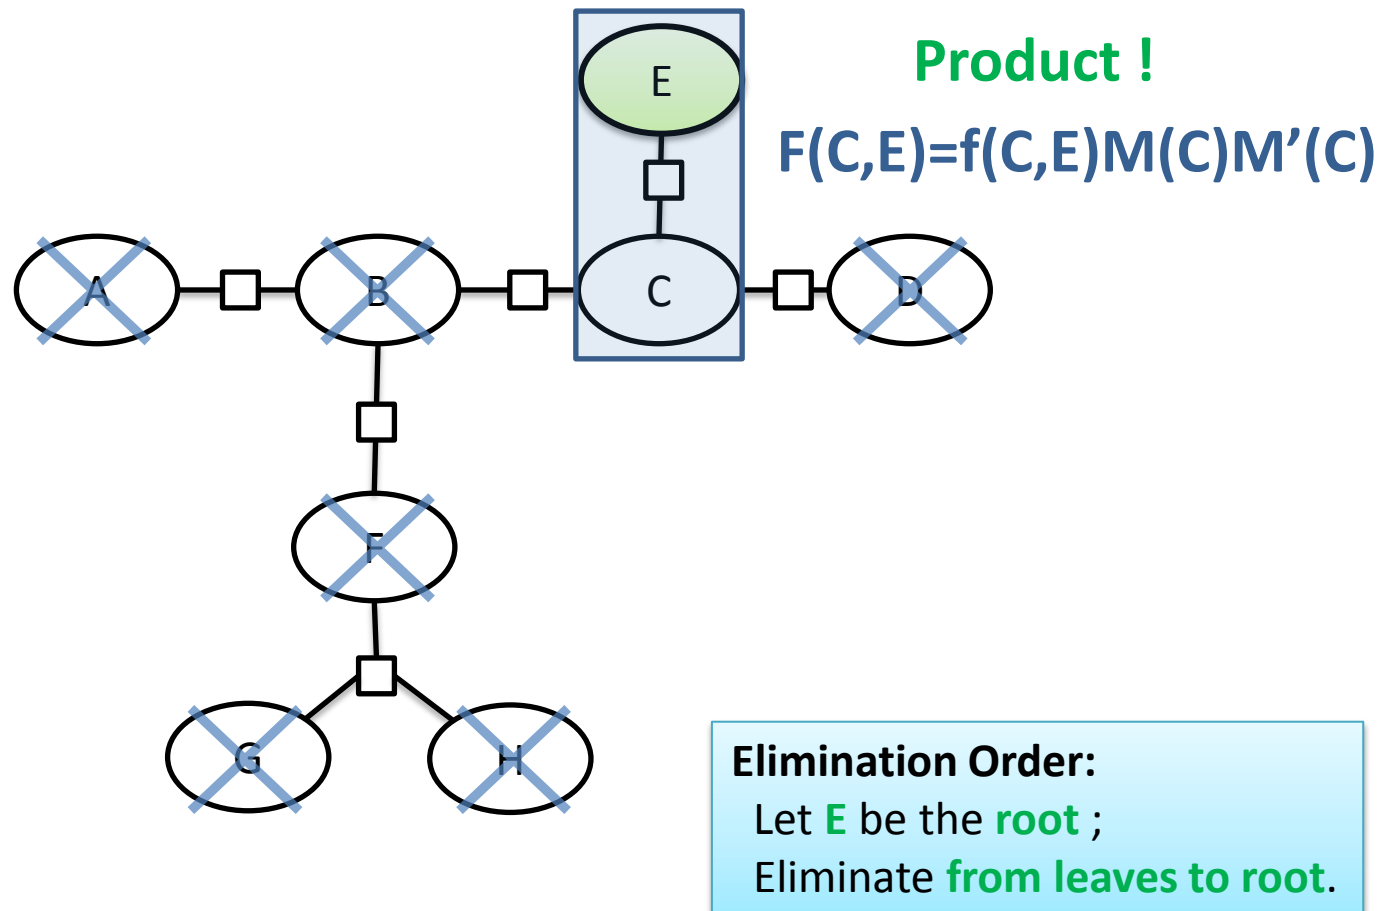 E
Product !
F(C,E)=f(C,E)M(C)M’(C)
A
B
C
D
F
G
H
Elimination Order:
Let E be the root ;
Eliminate from leaves to root.